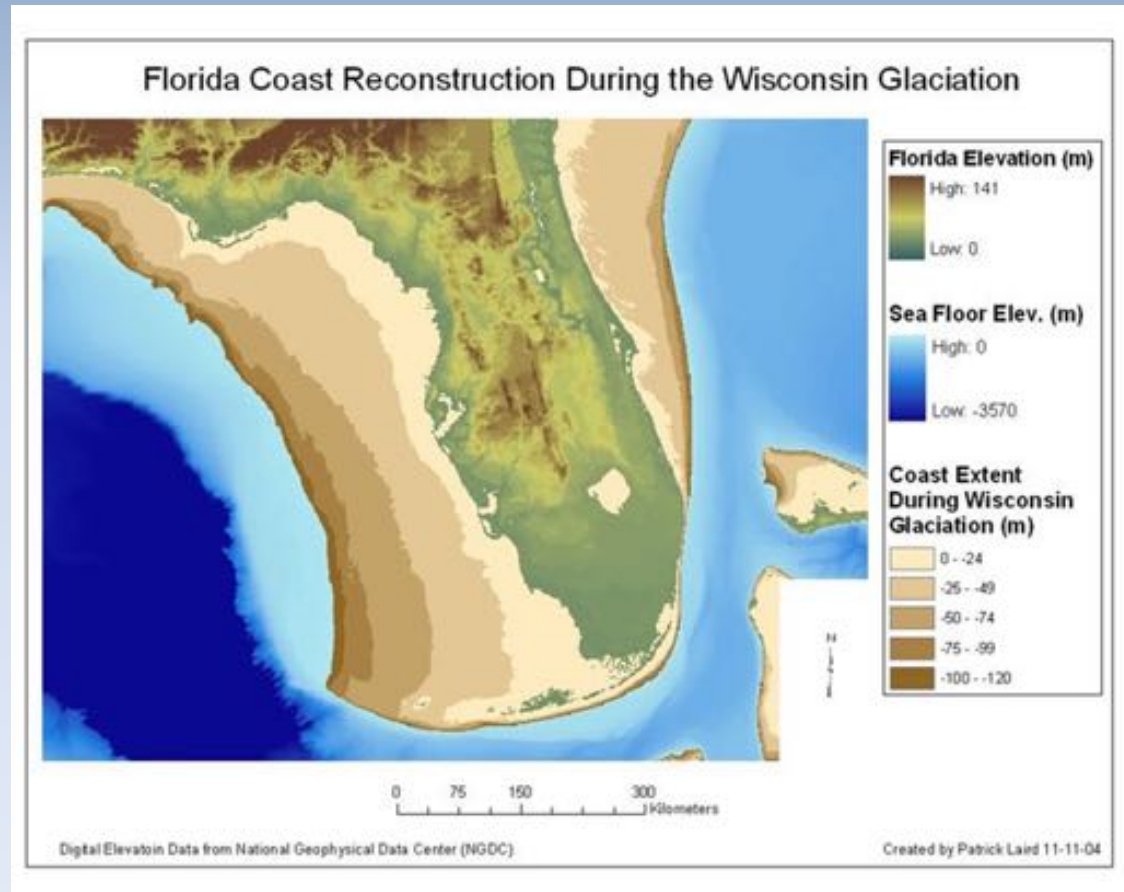 Florida Coast Reconstruction During the Wisconsin Glaciation
Florida Elevation (m)
High: 141
Low: 0
Sea Floor Elev. (m)
High: 0
Low: -3570
Coast Extent
During Wisconsin
Glaciation (m)
0 - -24
-25 - -49
-50 - -74
-75 - -99
-100 - -120
N
0 75 150 300
Kilometers
Digital Elevatoin Data from National Geophysical Data Center (NGDC)
Created by Patrick Laird 11-11-04